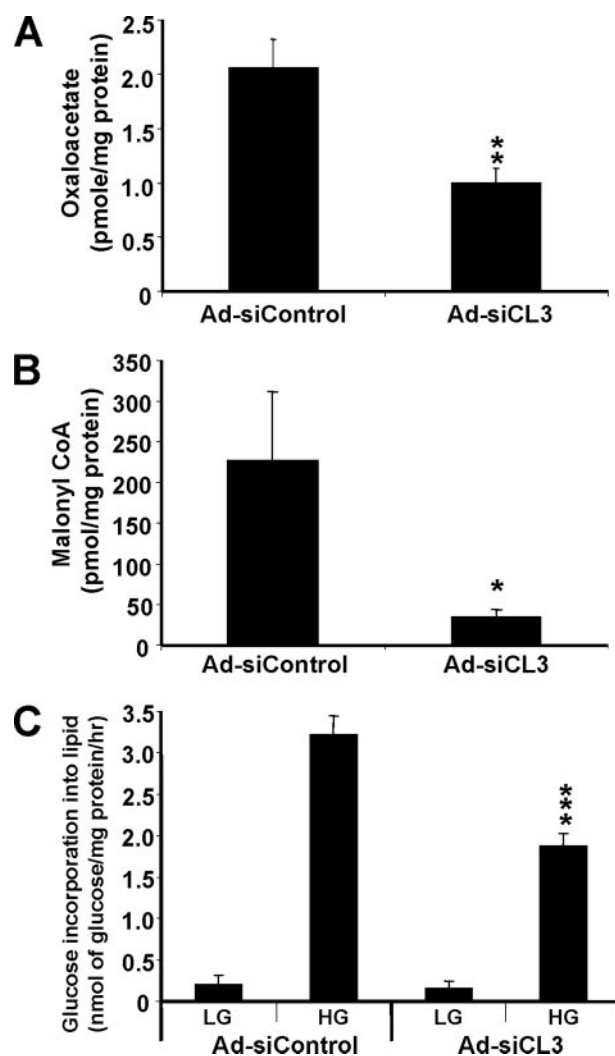 A
Oxaloacetate
(pmole/mg protein)
2.5
2.0
1.5
1.0
0.5
0
**
Ad-siControl Ad-siCL3
B
Malonyl CoA
(pmol/mg protein)
350
300
250
200
150
100
50
0
*
Ad-siControl Ad-siCL3
C
Glucose incorporation into lipid
(nmol of glucose/mg protein/hr)
3.5
3.0
2.5
2.0
1.5
1.0
0.5
0
***
LG HG LG HG
Ad-siControl Ad-siCL3